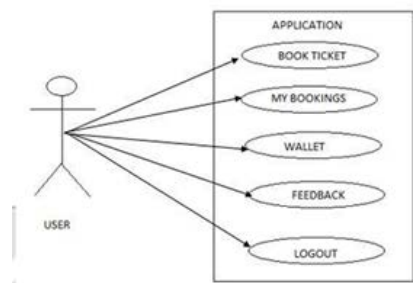 APPLICATION
BOOK TICKET
MY BOOKINGS
WALLET
FEEDBACK
USER
LOGOUT